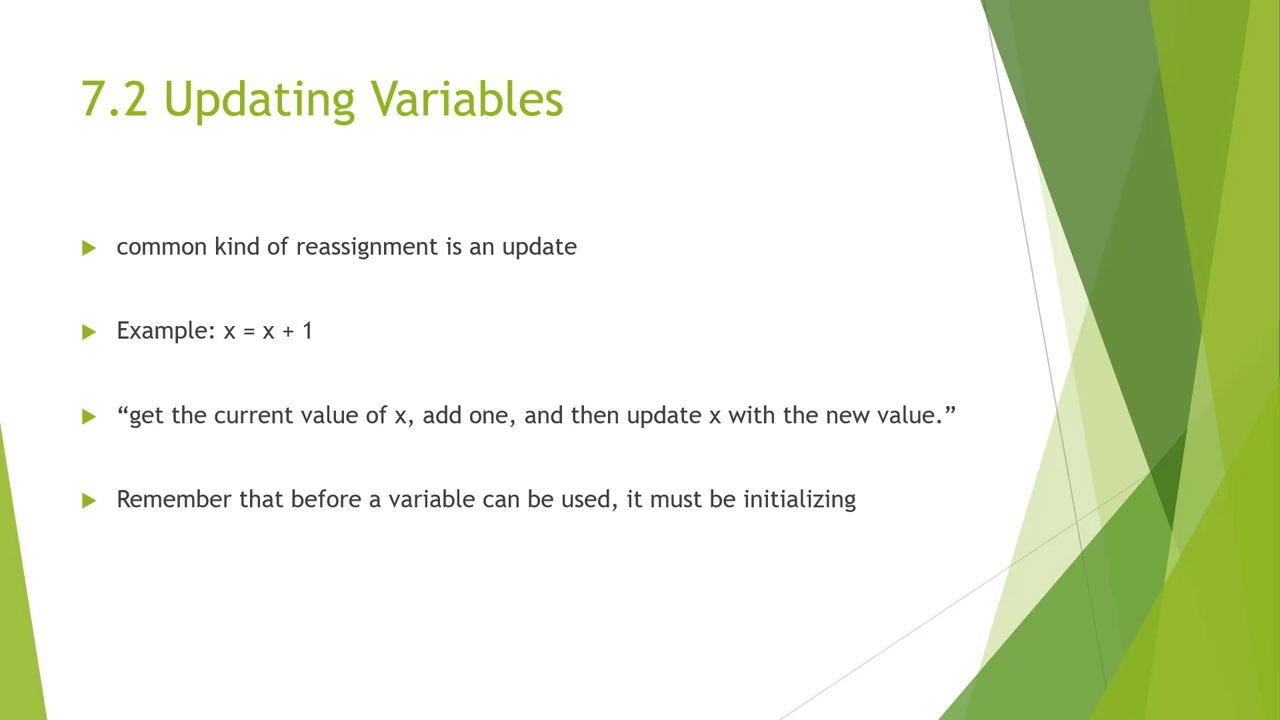 7.2 Updating Variables
common kind of reassignment is an update
Example: x = x + 1
“get the current value of x, add one, and then update x with the new value.”
Remember that before a variable can be used, it must be initializing